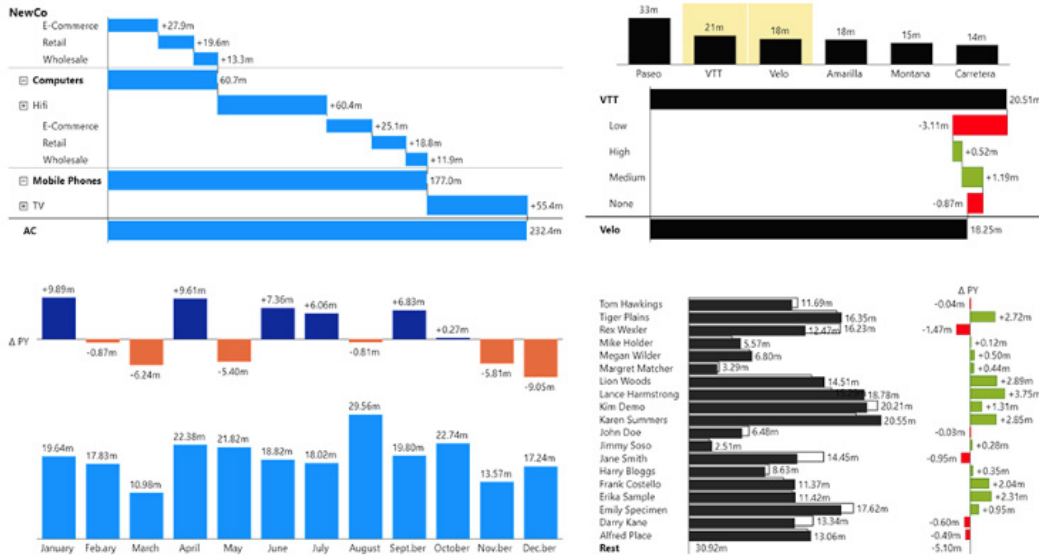 NewCo
E-Commerce +27.9m
Retail +19.6m
Wholesale +13.3m
Computers 60.7m
Hifi +60.4m
E-Commerce +25.1m
Retail +18.8m
Wholesale +11.9m
Mobile Phones 177.0m
TV +55.4m
AC 232.4m
33m 21m 18m 18m 15m 14m
Paseo VTT Velo Amarilla Montana Carretera
VTT 20.51m
Low -3.11m
High +0.52m
Medium +1.19m
None -0.87m
Velo 18.25m
+9.89m +9.61m +7.36m +6.06m +6.83m +0.27m
Δ PY
-0.87m -6.24m -5.40m -0.81m -5.81m -9.05m
19.64m 17.83m 10.98m 22.38m 21.82m 18.82m 18.02m 29.56m 19.80m 22.74m 13.57m 17.24m
January Feb.ary March April May June July August Sept.ber October Nov.ber Dec.ber
Δ PY
Tom Hawkings 11.69m -0.04m
Tiger Plains 16.35m +2.72m
Rex Wexler 12.47m 16.23m -1.47m
Mike Holder 5.57m +0.12m
Megan Wilder 6.80m +0.50m
Margret Matcher 3.29m +0.44m
Lion Woods 14.51m +2.89m
Lance Harmstrong 18.78m +3.75m
Kim Demo 20.21m +1.31m
Karen Summers 20.55m +2.85m
John Doe 6.48m -0.03m
Jimmy Soso 2.51m +0.28m
Jane Smith 14.45m -0.95m
Harry Bloggs 8.63m +0.35m
Frank Costello 11.37m +2.04m
Erika Sample 11.42m +2.31m
Emily Specimen 17.62m +0.95m
Darry Kane 13.34m -0.60m
Alfred Place 13.06m -0.49m
Rest 30.92m -5.10m